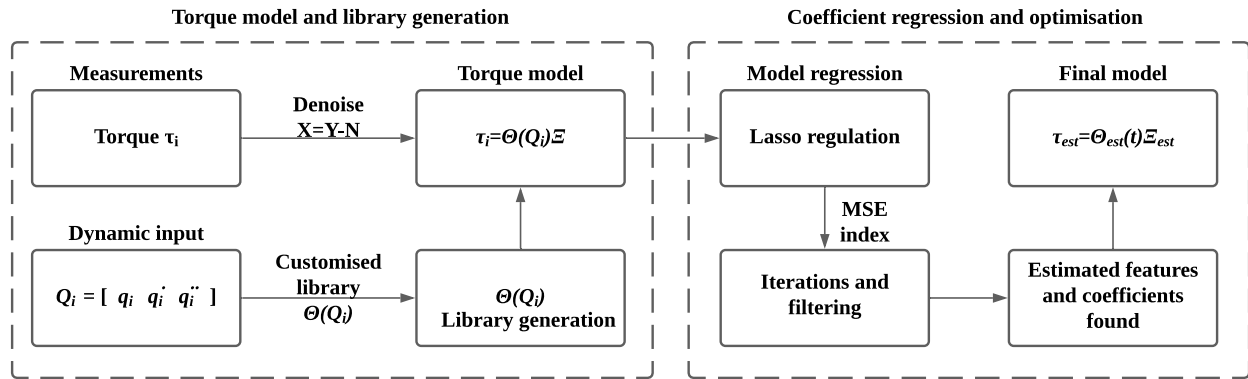 Torque model and library generation
Measurements
Torque τᵢ
Denoise
X=Y-N
Torque model
τᵢ=Θ(Qᵢ)Ξ
Dynamic input
Qᵢ = [ qᵢ q̇ᵢ q̈ᵢ ]
Customised
library
Θ(Qᵢ)
Θ(Qᵢ)
Library generation
Coefficient regression and optimisation
Model regression
Lasso regulation
MSE
index
Iterations and
filtering
Final model
τₑₛₜ=Θₑₛₜ(t)Ξₑₛₜ
Estimated features
and coefficients
found